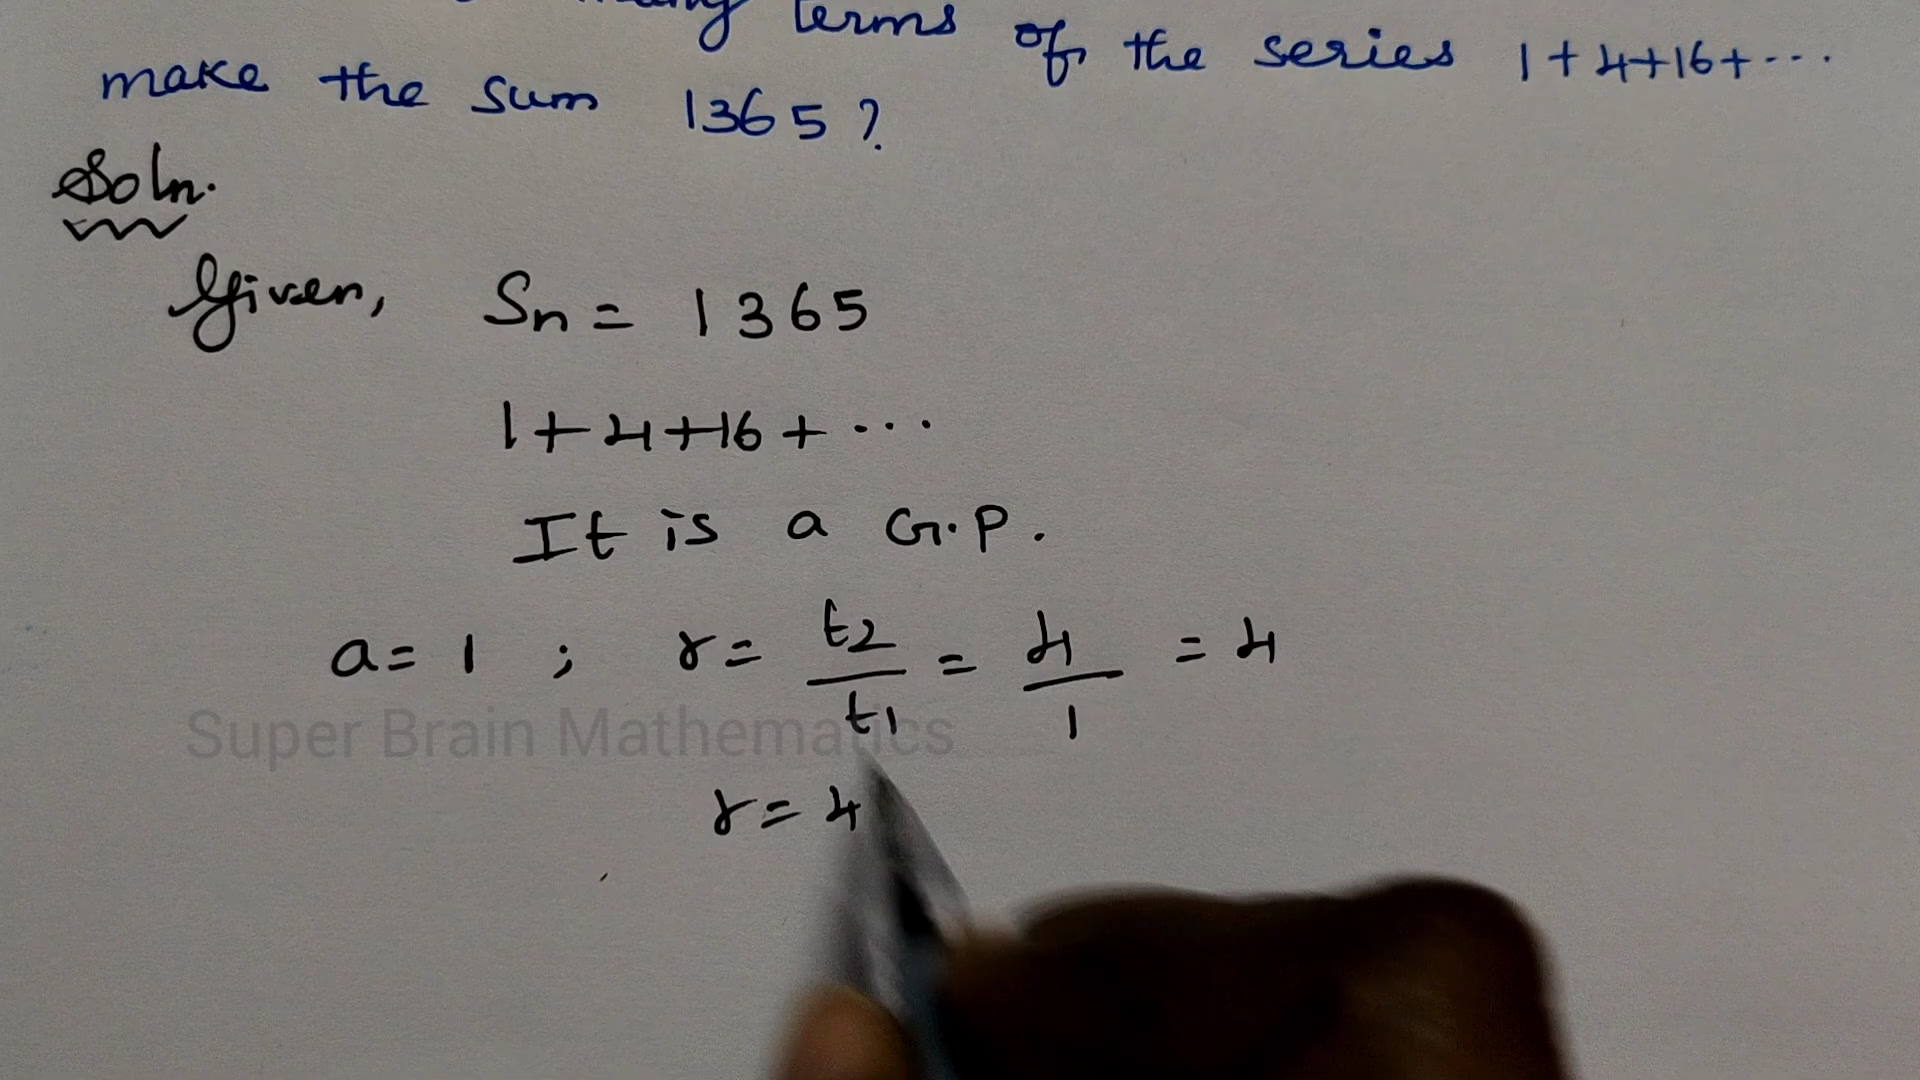 terms of the series 1+4+16+...
make the sum 1365?
Soln.
Given, Sn = 1365
1+4+16+...
It is a G.P.
a=1 ; r= t2/t1 = 4/1 = 4
Super Brain Mathematics
r=4